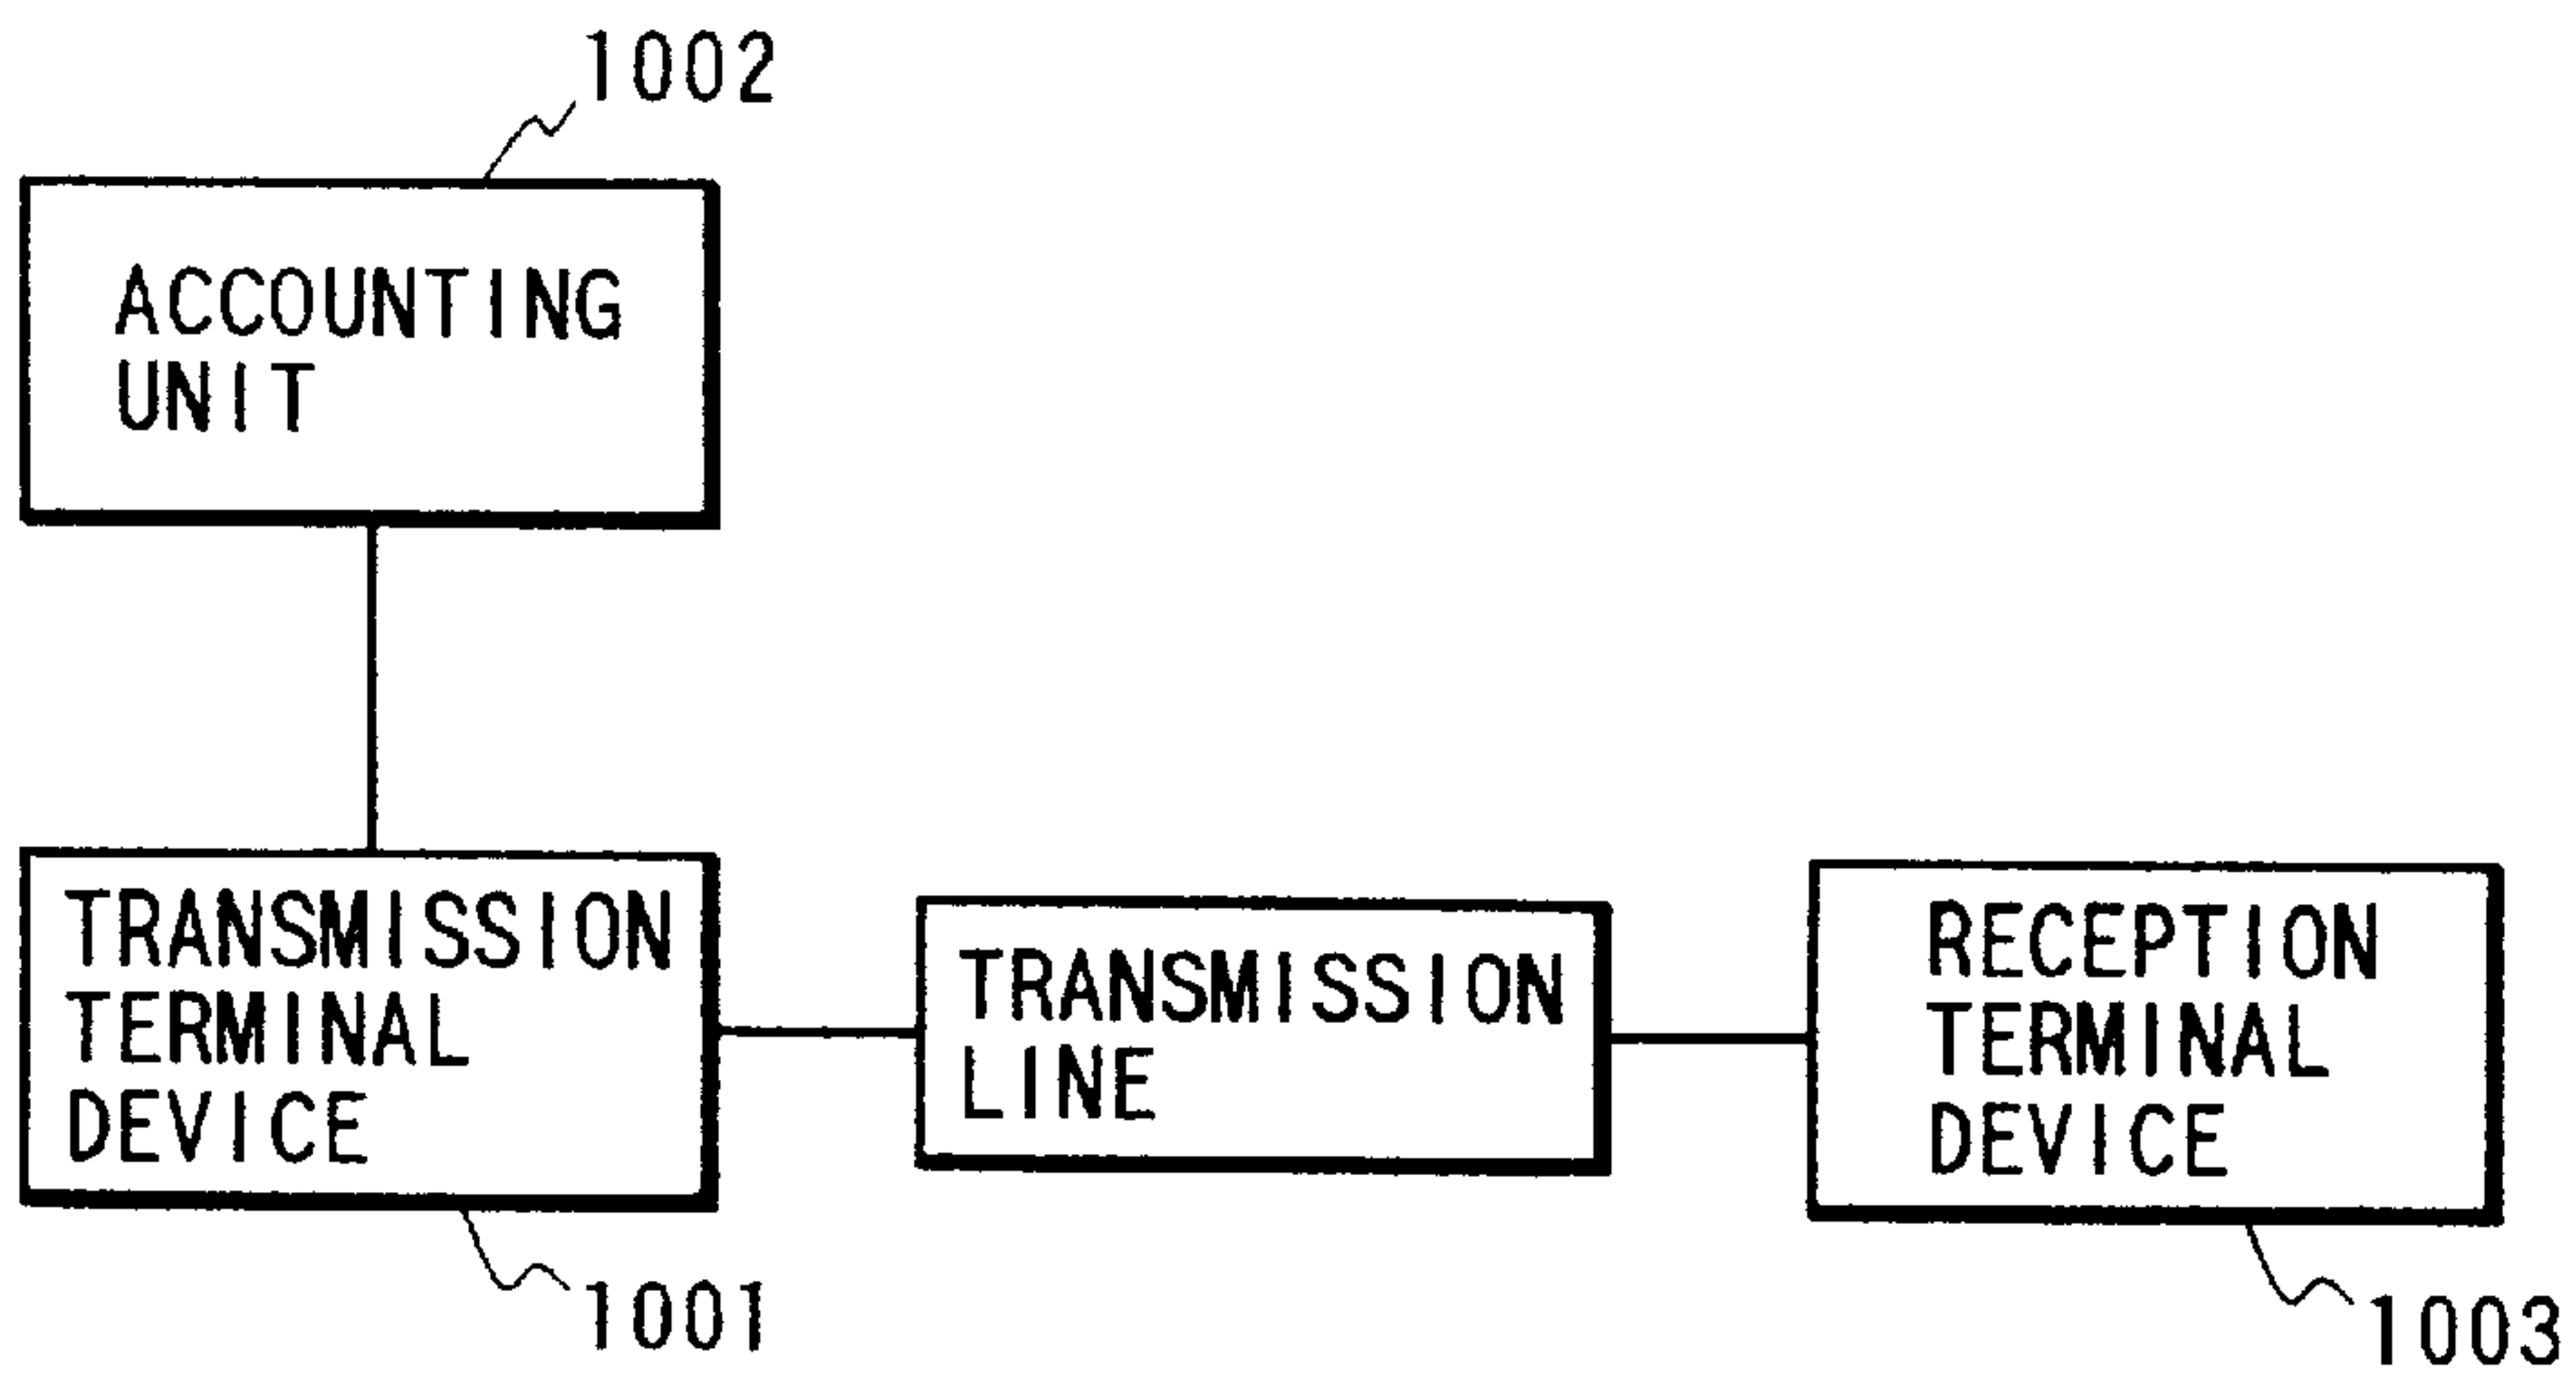 1002
ACCOUNTING
UNIT
TRANSMISSION
TERMINAL
DEVICE
1001
TRANSMISSION
LINE
RECEPTION
TERMINAL
DEVICE
1003